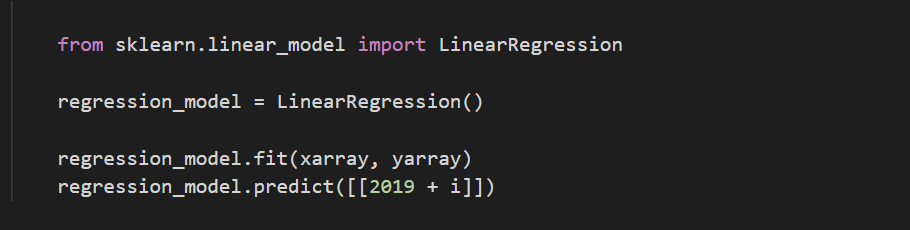 from sklearn.linear_model import LinearRegression
regression_model = LinearRegression()
regression_model.fit(xarray, yarray)
regression_model.predict([[2019 + i]])